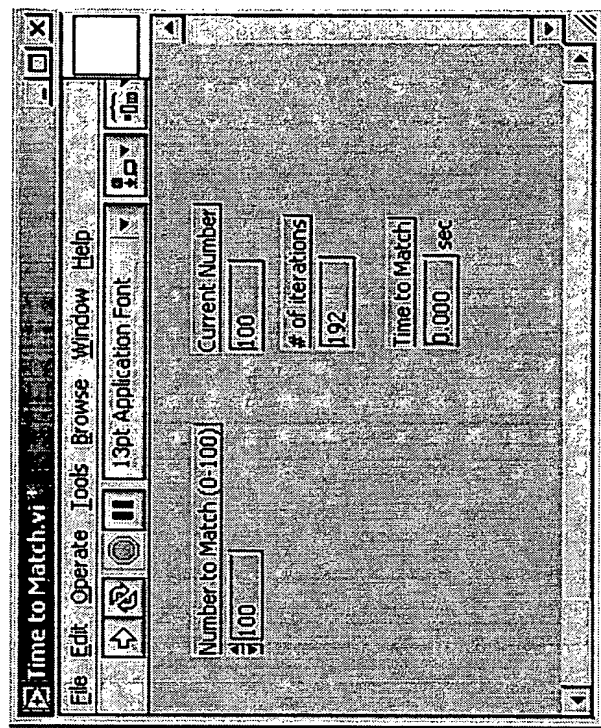 Time to Match.vi *
File Edit Operate Tools Browse Window Help
13pt Application Font
Number to Match (0-100)
100
Current Number
100
# of iterations
192
Time to Match
0.000 sec